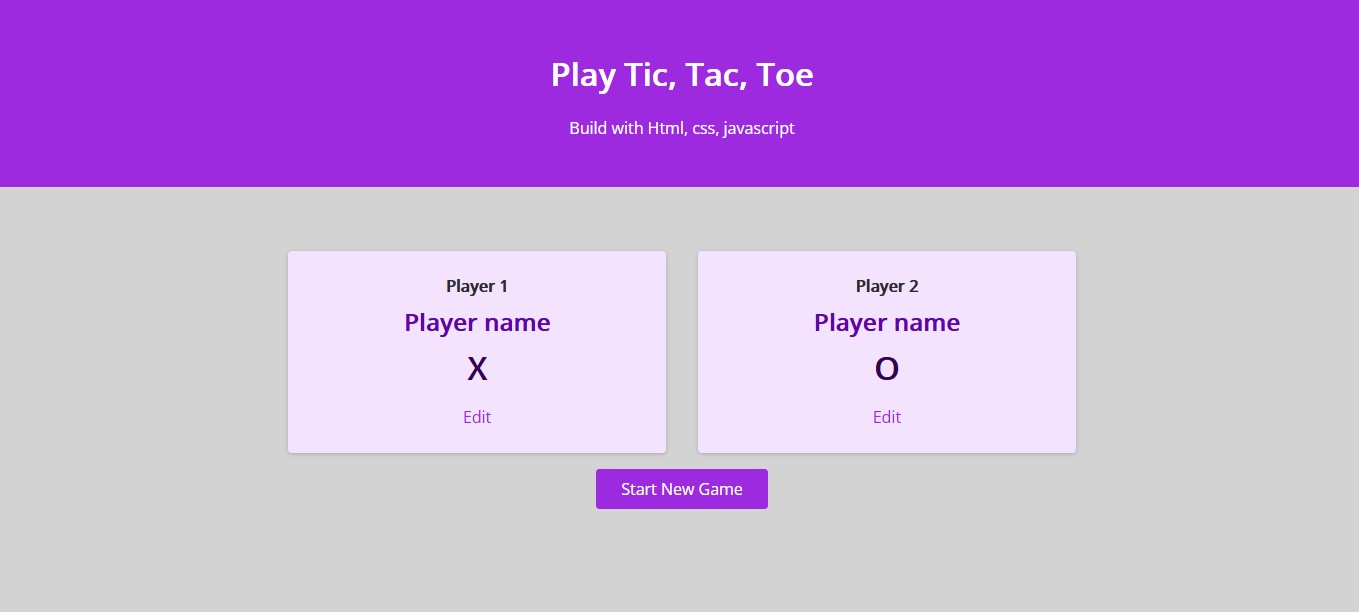 Play Tic, Tac, Toe
Build with Html, css, javascript
Player 1
Player name
X
Edit
Player 2
Player name
O
Edit
Start New Game